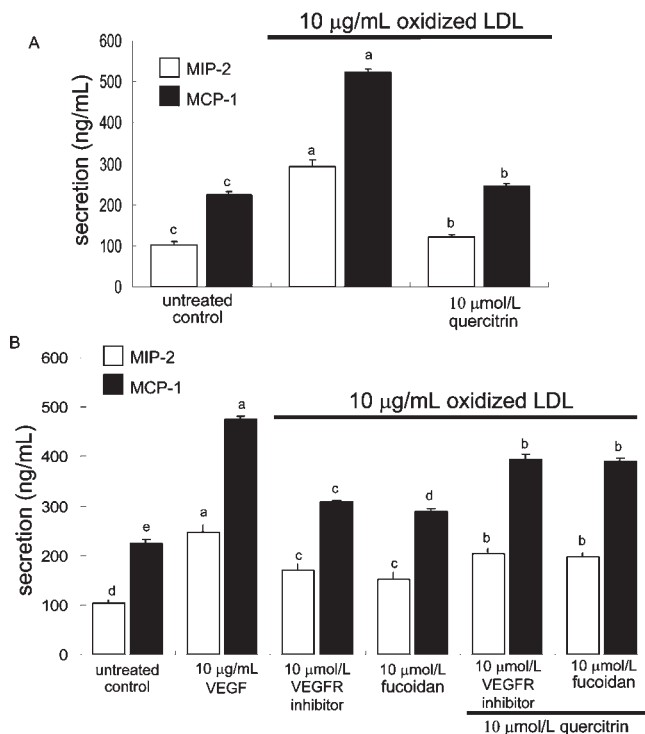 A
10 μg/mL oxidized LDL
600
500
400
300
200
100
0
secretion (ng/mL)
MIP-2
MCP-1
c
c
a
a
b
b
untreated
control
10 μmol/L
quercitrin
B
MIP-2
MCP-1
10 μg/mL oxidized LDL
600
500
400
300
200
100
0
secretion (ng/mL)
d
e
a
a
c
c
c
d
b
b
b
b
untreated
control
10 μg/mL
VEGF
10 μmol/L
VEGFR
inhibitor
10 μmol/L
fucoidan
10 μmol/L
VEGFR
inhibitor
10 μmol/L
fucoidan
10 μmol/L quercitrin